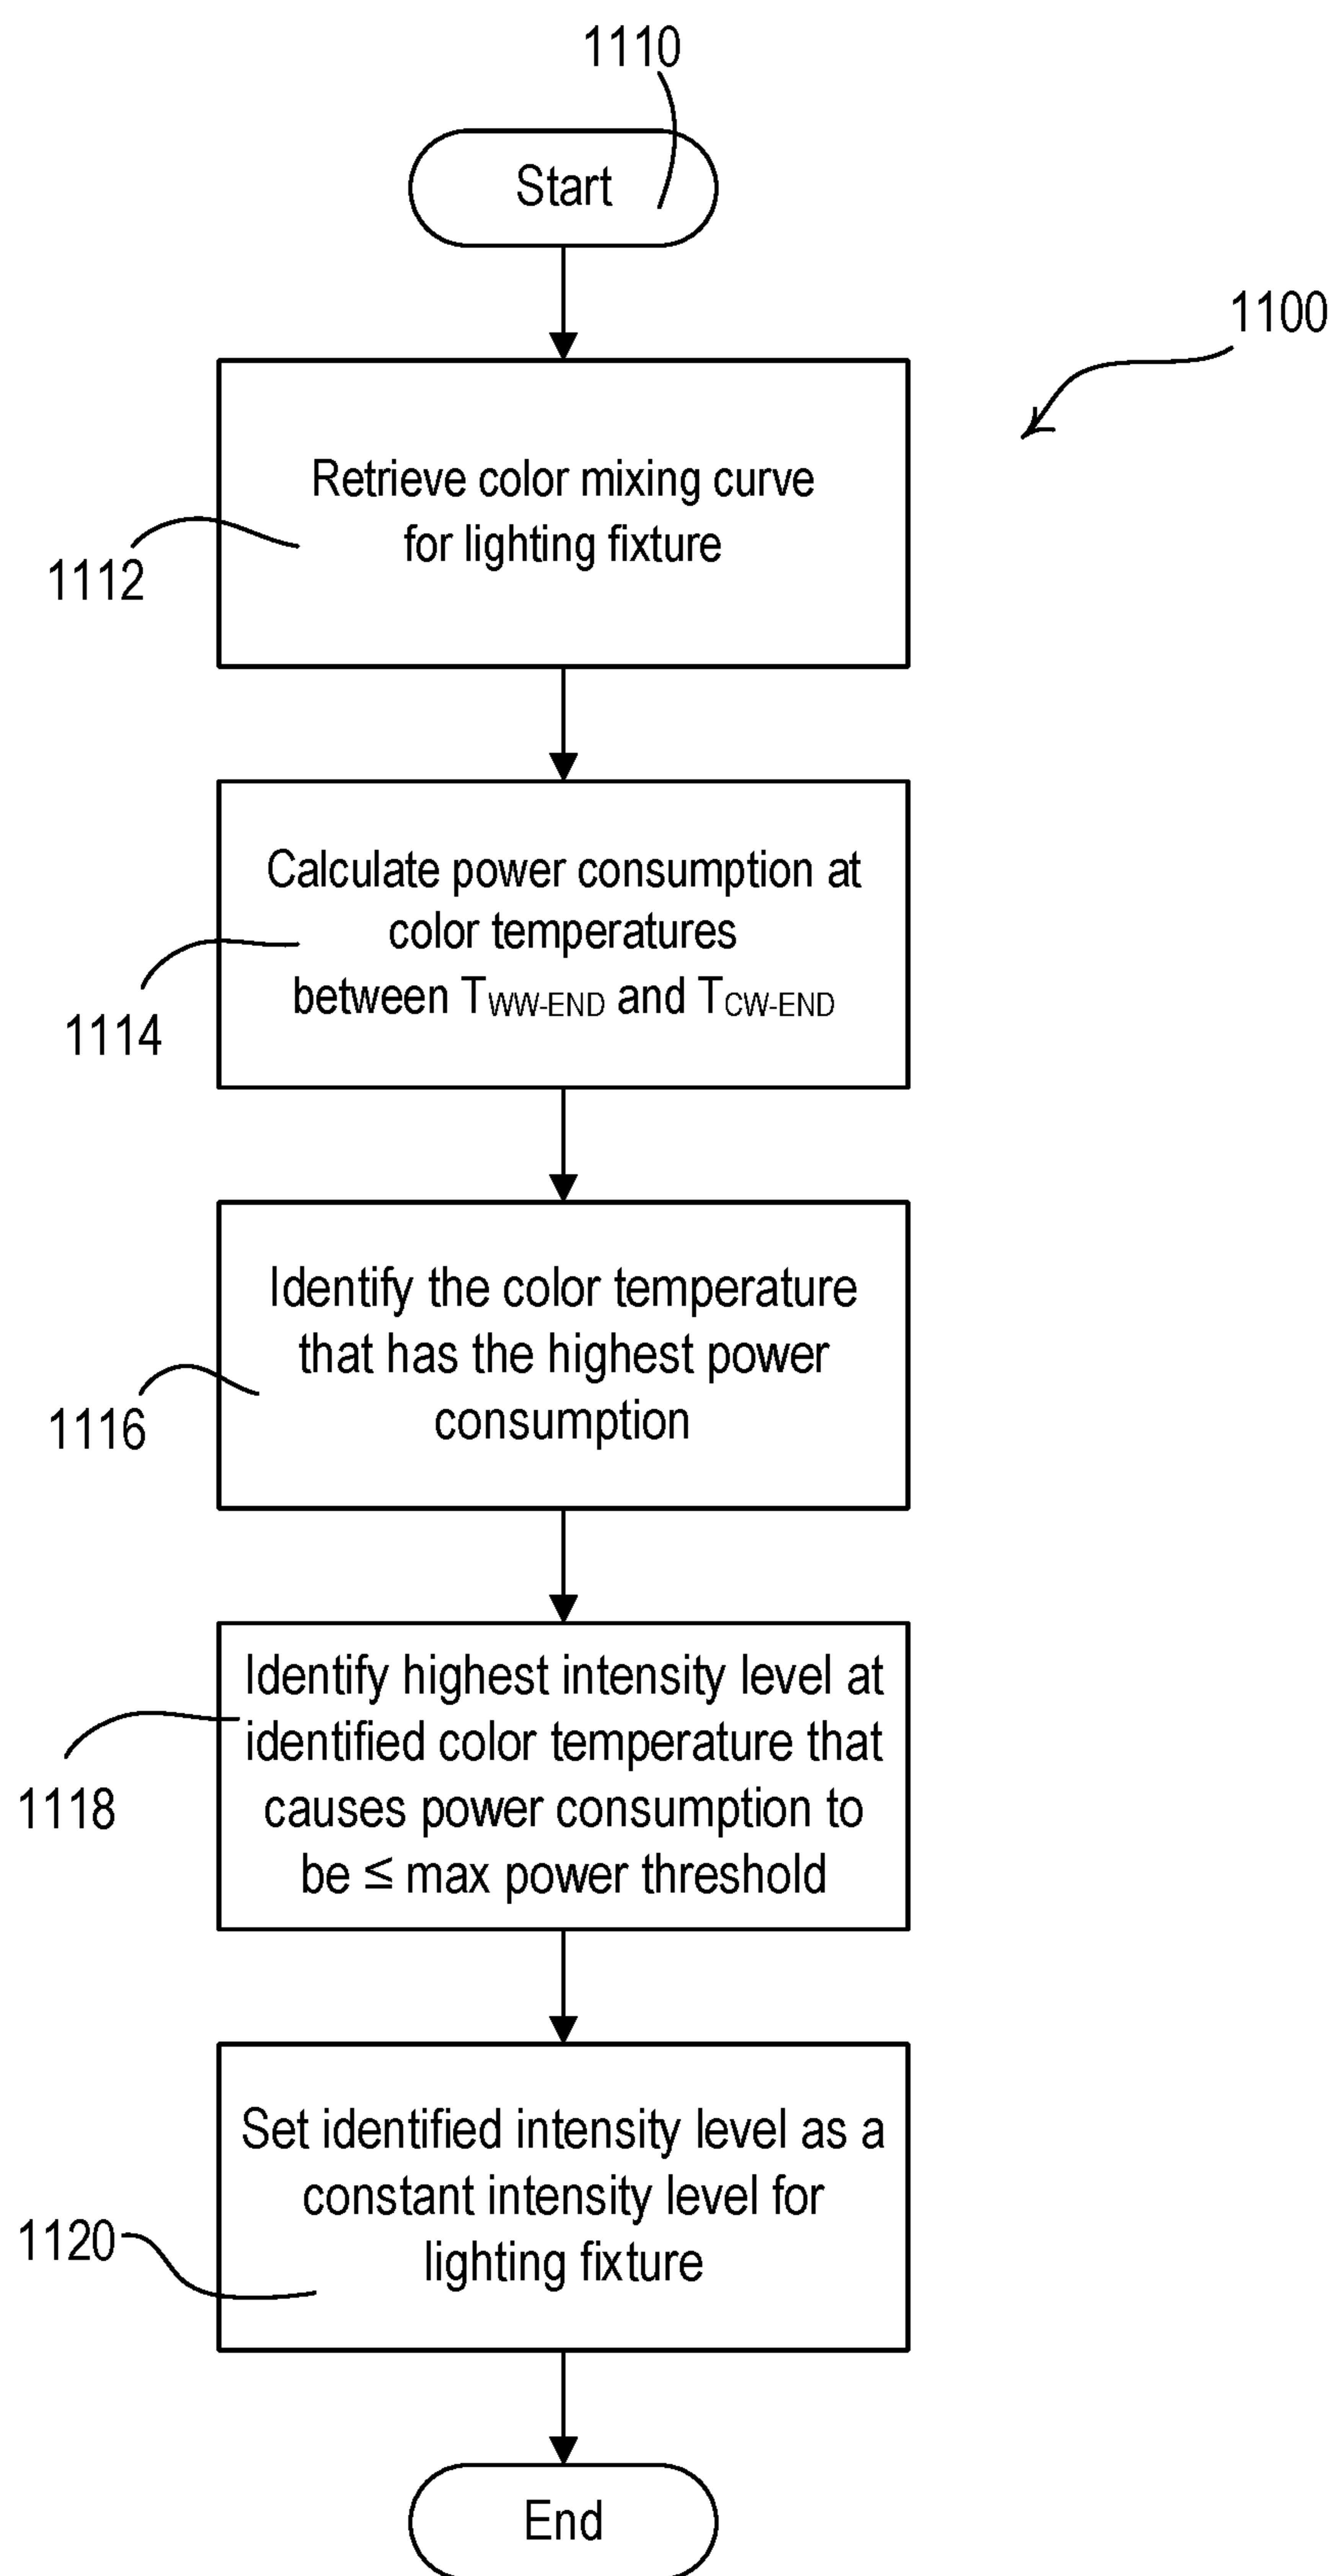 1110
Start
1100
Retrieve color mixing curve
for lighting fixture
1112
Calculate power consumption at
color temperatures
between TWW-END and TCW-END
1114
Identify the color temperature
that has the highest power
consumption
1116
Identify highest intensity level at
identified color temperature that
causes power consumption to
be ≤ max power threshold
1118
Set identified intensity level as a
constant intensity level for
lighting fixture
1120
End